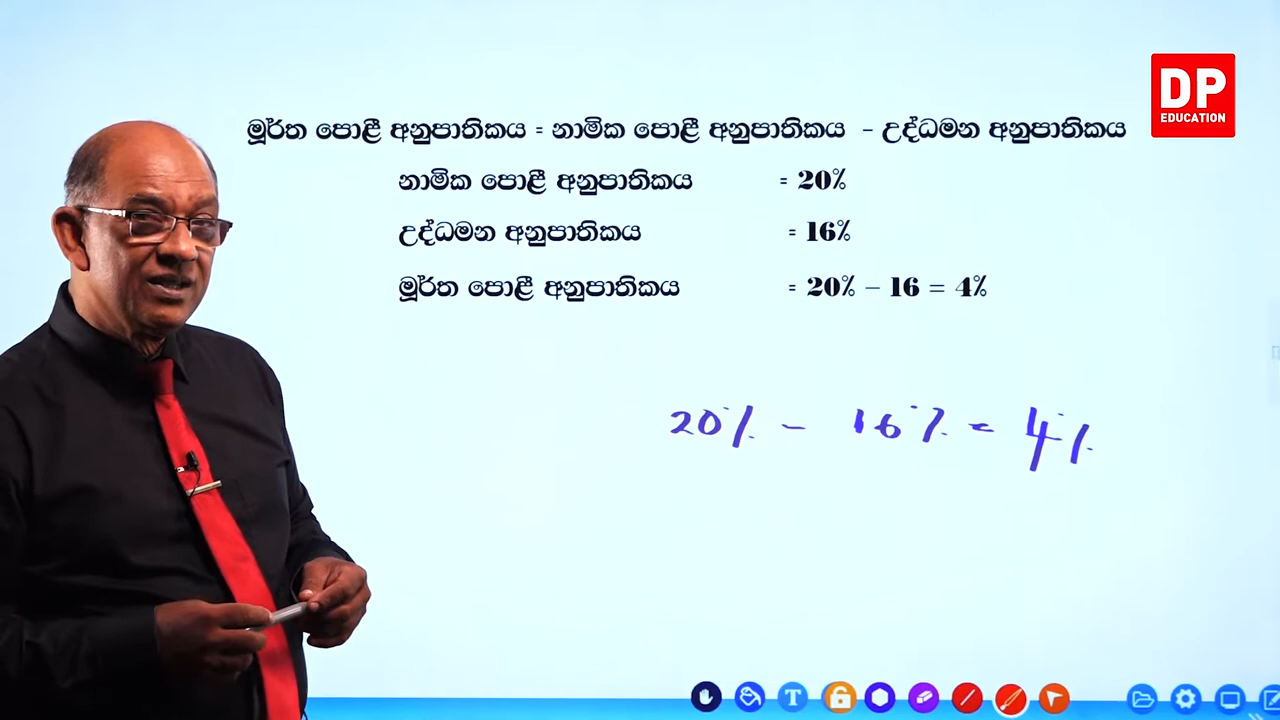 DP
EDUCATION
මූර්ත පොළී අනුපාතිකය = නාමික පොළී අනුපාතිකය - උද්ධමන අනුපාතිකය
නාමික පොළී අනුපාතිකය = 20%
උද්ධමන අනුපාතිකය = 16%
මූර්ත පොළී අනුපාතිකය = 20% – 16 = 4%
20% - 16% = 4%
T